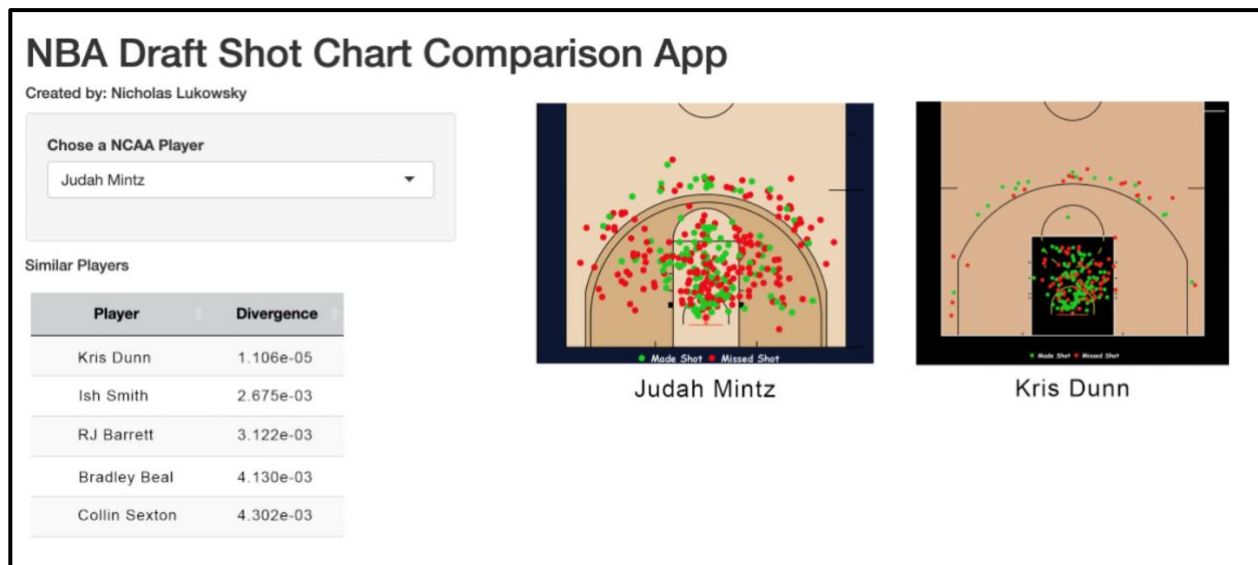 NBA Draft Shot Chart Comparison App
Created by: Nicholas Lukowsky
Chose a NCAA Player
Judah Mintz
Similar Players
Player Divergence
Kris Dunn 1.106e-05
Ish Smith 2.675e-03
RJ Barrett 3.122e-03
Bradley Beal 4.130e-03
Collin Sexton 4.302e-03
Made Shot Missed Shot
Judah Mintz
Made Shot Missed Shot
Kris Dunn